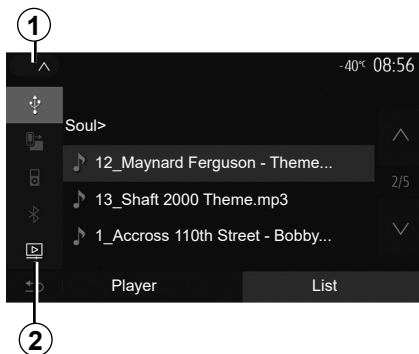 1
-40°C 08:56
Soul>
12_Maynard Ferguson - Theme...
13_Shaft 2000 Theme.mp3
2/5
1_Accross 110th Street - Bobby...
Player List
2